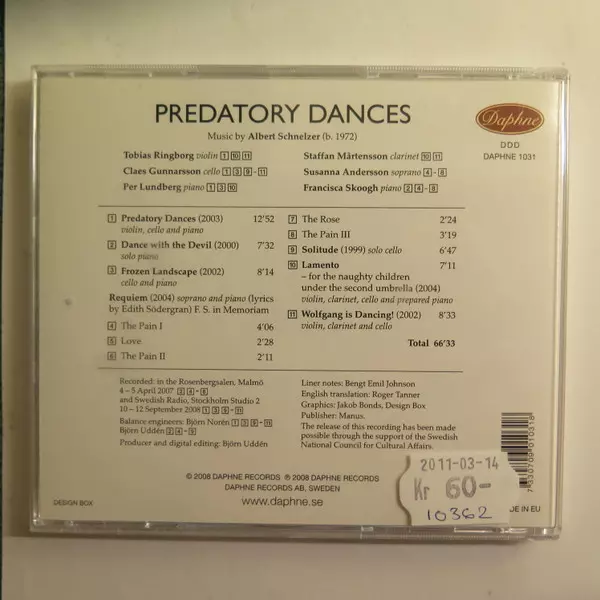 PREDATORY DANCES
Music by Albert Schnelzer (b. 1972)
Daphne
DDD
DAPHNE 1031
Tobias Ringborg violin 1 10 11
Claes Gunnarsson cello 1 3 9 - 11
Per Lundberg piano 1 3 10
Staffan Mårtensson clarinet 10 11
Susanna Andersson soprano 4 - 8
Francisca Skoogh piano 2 4 - 8
1 Predatory Dances (2003) 12'52
violin, cello and piano
2 Dance with the Devil (2000) 7'32
solo piano
3 Frozen Landscape (2002) 8'14
cello and piano
Requiem (2004) soprano and piano (lyrics
by Edith Södergran) F. S. in Memoriam
4 The Pain I 4'06
5 Love 2'28
6 The Pain II 2'11
7 The Rose 2'24
8 The Pain III 3'19
9 Solitude (1999) solo cello 6'47
10 Lamento 7'11
– for the naughty children
under the second umbrella (2004)
violin, clarinet, cello and prepared piano
11 Wolfgang is Dancing! (2002) 8'33
violin, clarinet and cello
Total 66'33
Recorded: in the Rosenbergsalen, Malmö
4 – 5 April 2007 2 4 - 8
and Swedish Radio, Stockholm Studio 2
10 – 12 September 2008 1 3 9 - 11
Balance engineers: Björn Norén 1 3 9 - 11
Björn Uddén 2 4 - 8
Producer and digital editing: Björn Uddén
Liner notes: Bengt Emil Johnson
English translation: Roger Tanner
Graphics: Jakob Bonds, Design Box
Publisher: Manus.
The release of this recording has been made
possible through the support of the Swedish
National Council for Cultural Affairs.
© 2008 DAPHNE RECORDS ℗ 2008 DAPHNE RECORDS
DAPHNE RECORDS AB, SWEDEN
www.daphne.se
DESIGN BOX
2011-03-14
Kr 60-
10362
DE IN EU
7 330709 010318